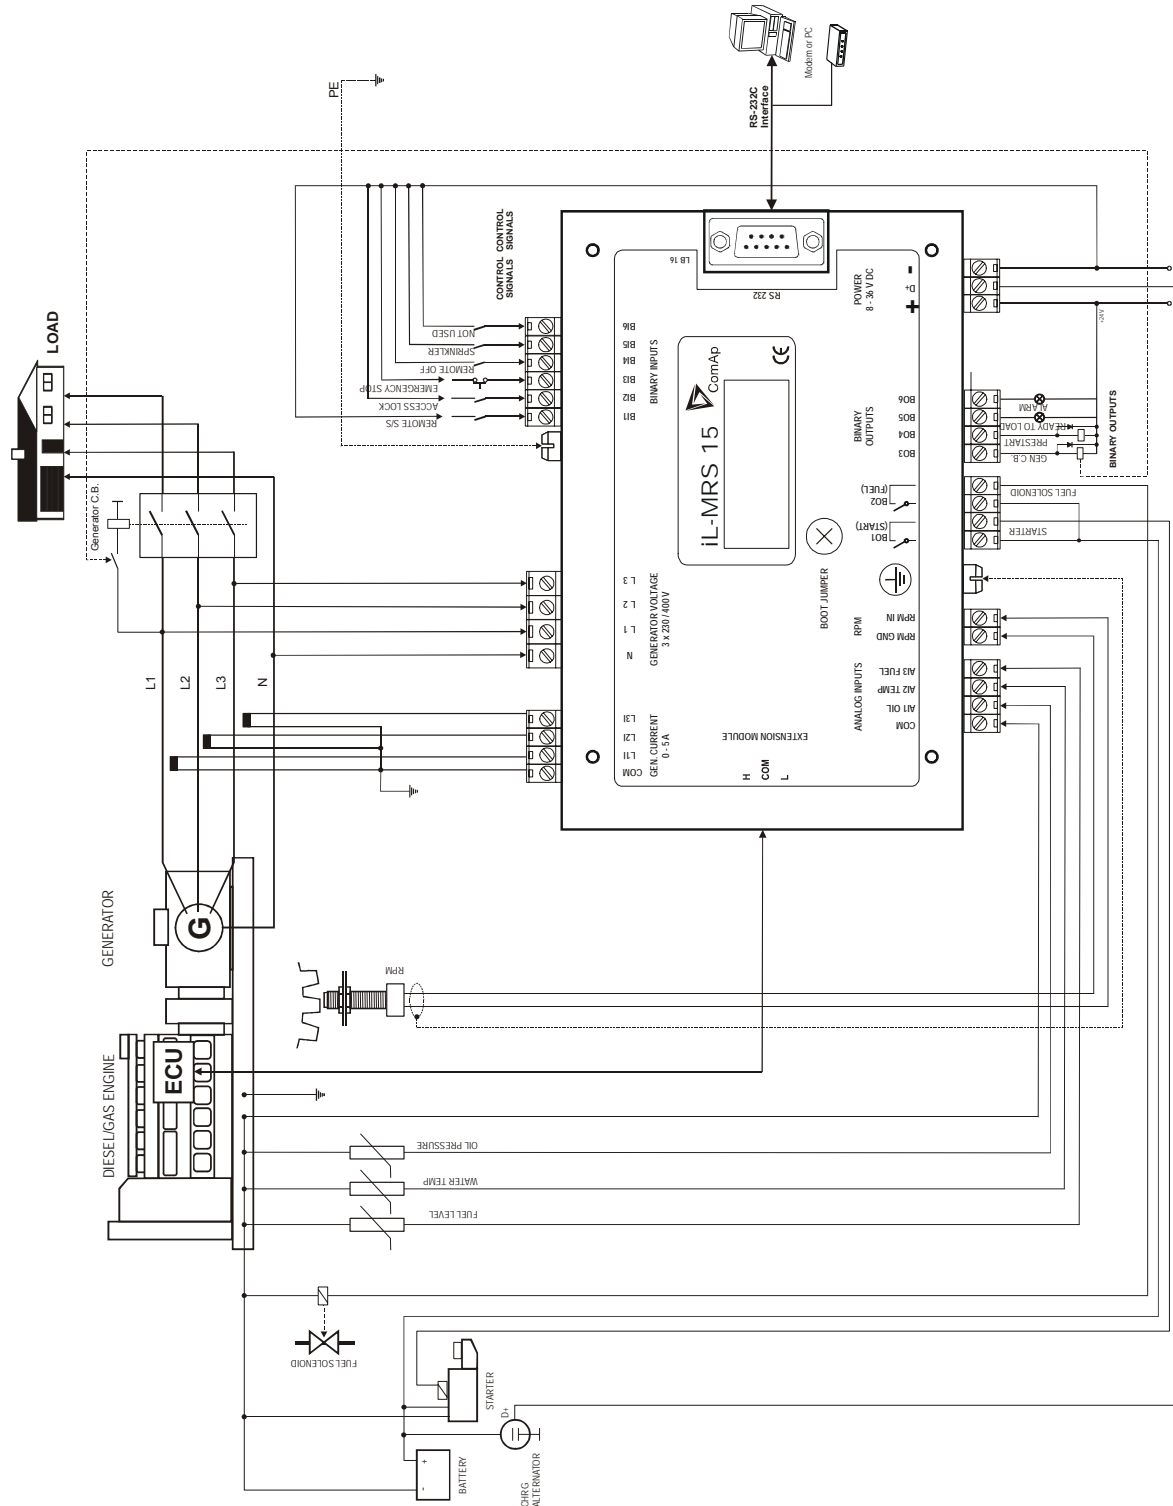 Modem or PC
RS-232C
Interface
PE
LOAD
CONTROL CONTROL
SIGNALS SIGNALS
LB 16
RS 232
POWER
8 - 36 V DC
D+
+
-
+24V
NOT USED
SPRINKLER
REMOTE OFF
EMERGENCY STOP
ACCESS LOCK
REMOTE S/S
BI6
BI5
BI4
BI3
BI2
BI1
BINARY INPUTS
ComAp
CE
iL-MRS 15
BINARY
OUTPUTS
BO6
BO5
BO4
BO3
ALARM
READY TO LOAD
PRESTART
GEN C.B.
BINARY OUTPUTS
Generator C.B.
(FUEL)
BO2
(START)
BO1
FUEL SOLENOID
STARTER
BOOT JUMPER
L 3
L 2
L 1
N
GENERATOR VOLTAGE
3 x 230 / 400 V
RPM
RPM IN
RPM GND
L1
L2
L3
N
ANALOG INPUTS
AI3 FUEL
AI2 TEMP
AI1 OIL
COM
L3I
L2I
L1I
COM
GEN. CURRENT
0 - 5 A
EXTENSION MODULE
H
COM
L
GENERATOR
G
RPM
DIESEL/GAS ENGINE
ECU
OIL PRESSURE
WATER TEMP
FUEL LEVEL
FUEL SOLENOID
STARTER
D+
BATTERY
+
-
CHRG
ALTERNATOR